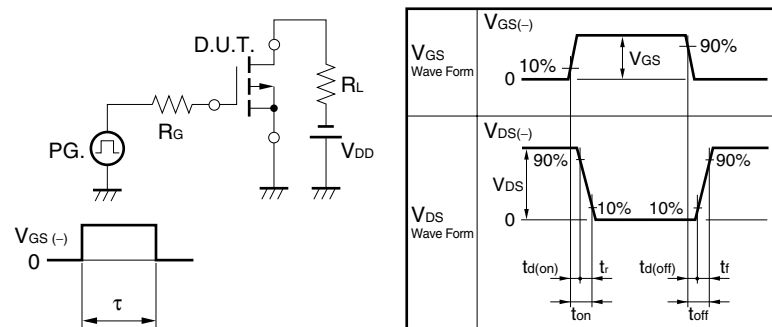 D.U.T.
RL
RG
PG.
VDD
VGS (−)
0
τ
VGS
Wave Form
VGS(−)
10%
VGS
90%
0
VDS
Wave Form
VDS(−)
90%
90%
VDS
10%
10%
0
td(on)
tr
td(off)
tf
ton
toff